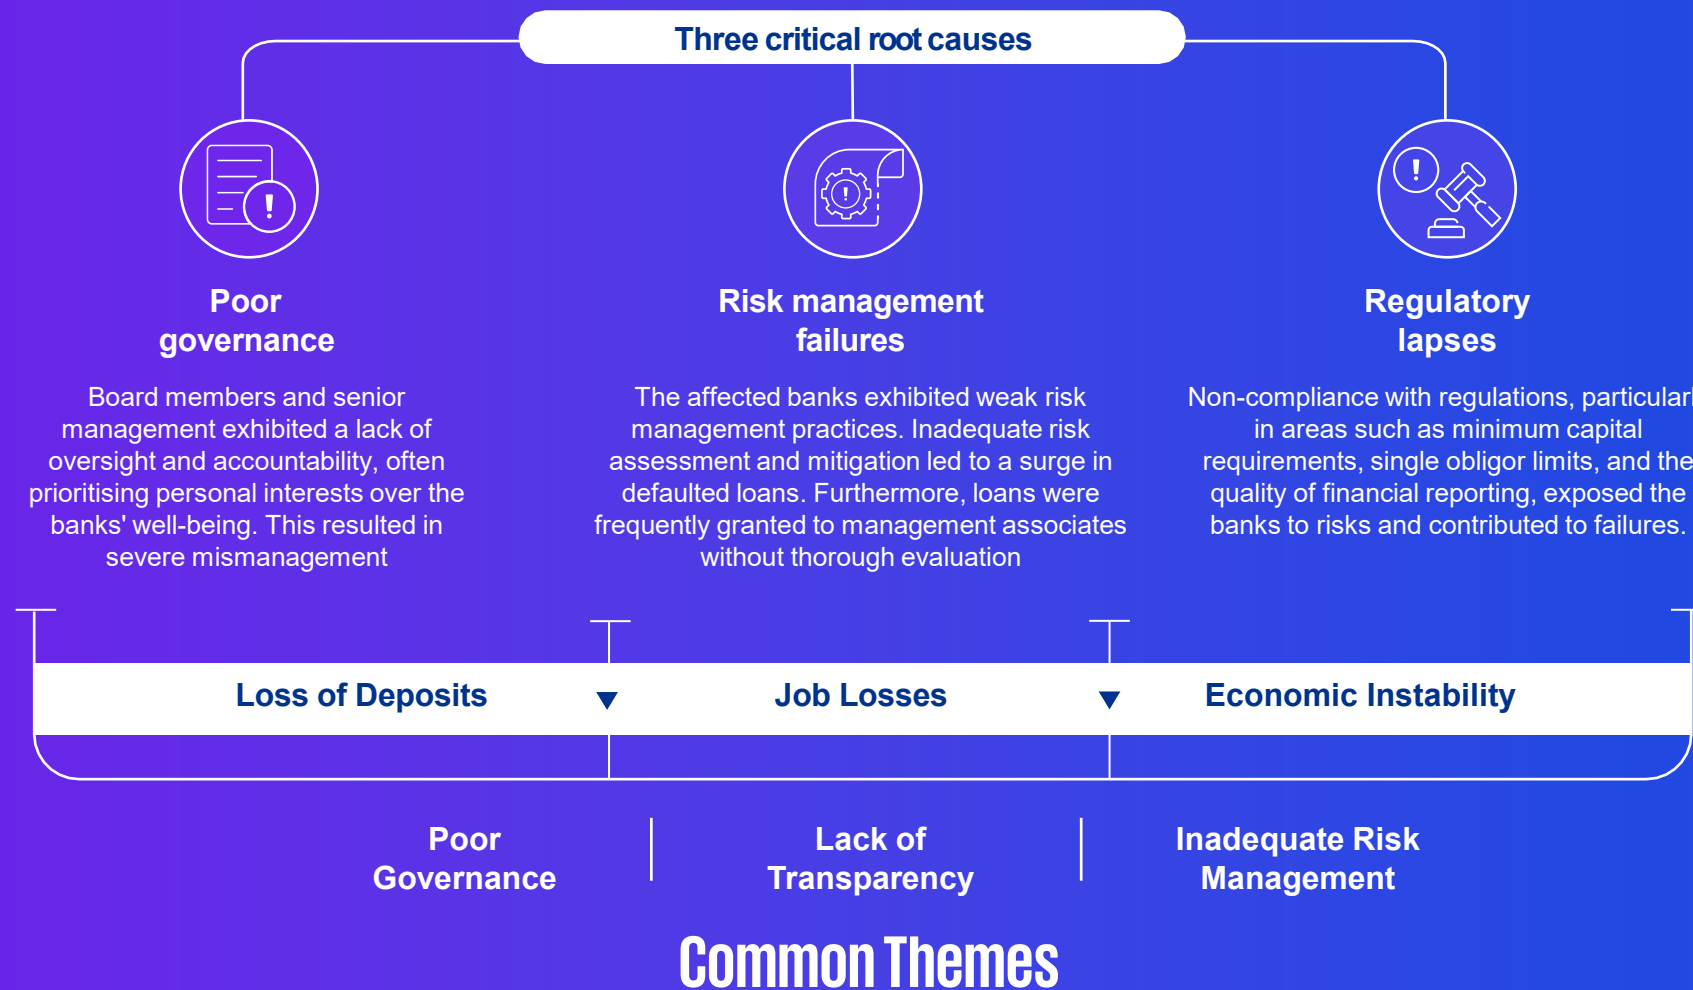 Three critical root causes
Poor
governance
Board members and senior
management exhibited a lack of
oversight and accountability, often
prioritising personal interests over the
banks' well-being. This resulted in
severe mismanagement
Risk management
failures
The affected banks exhibited weak risk
management practices. Inadequate risk
assessment and mitigation led to a surge in
defaulted loans. Furthermore, loans were
frequently granted to management associates
without thorough evaluation
Regulatory
lapses
Non-compliance with regulations, particularl
in areas such as minimum capital
requirements, single obligor limits, and the
quality of financial reporting, exposed the
banks to risks and contributed to failures.
Loss of Deposits
Job Losses
Economic Instability
Poor
Governance
Lack of
Transparency
Inadequate Risk
Management
Common Themes